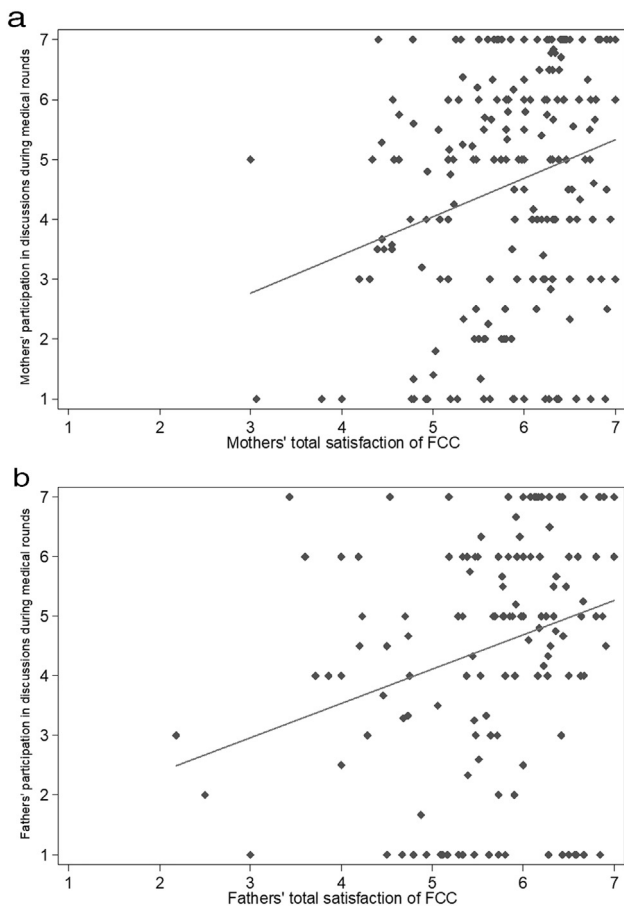 a
Mothers' participation in discussions during medical rounds
7
6
5
4
3
2
1
1 2 3 4 5 6 7
Mothers' total satisfaction of FCC
b
Fathers' participation in discussions during medical rounds
7
6
5
4
3
2
1
1 2 3 4 5 6 7
Fathers' total satisfaction of FCC